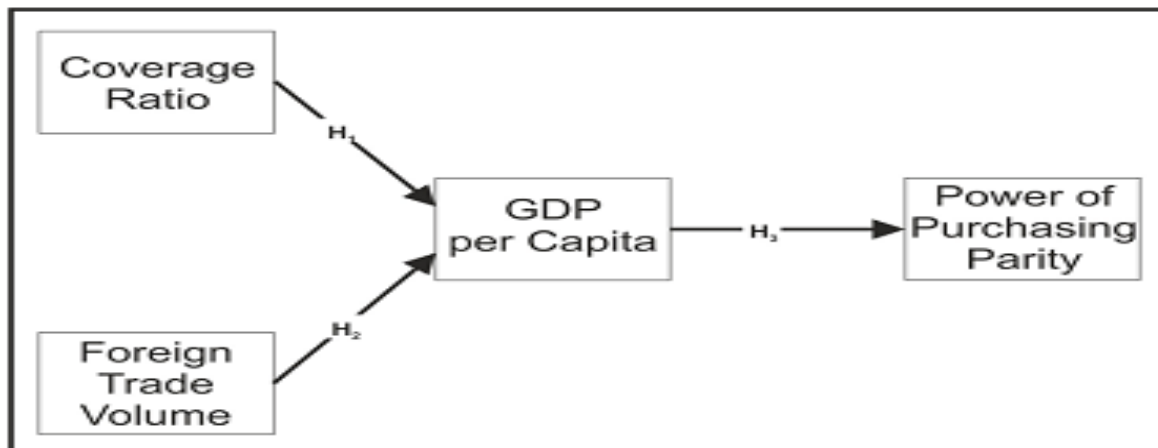 Coverage
Ratio
H₁
GDP
per Capita
H₃
Power of
Purchasing
Parity
H₂
Foreign
Trade
Volume